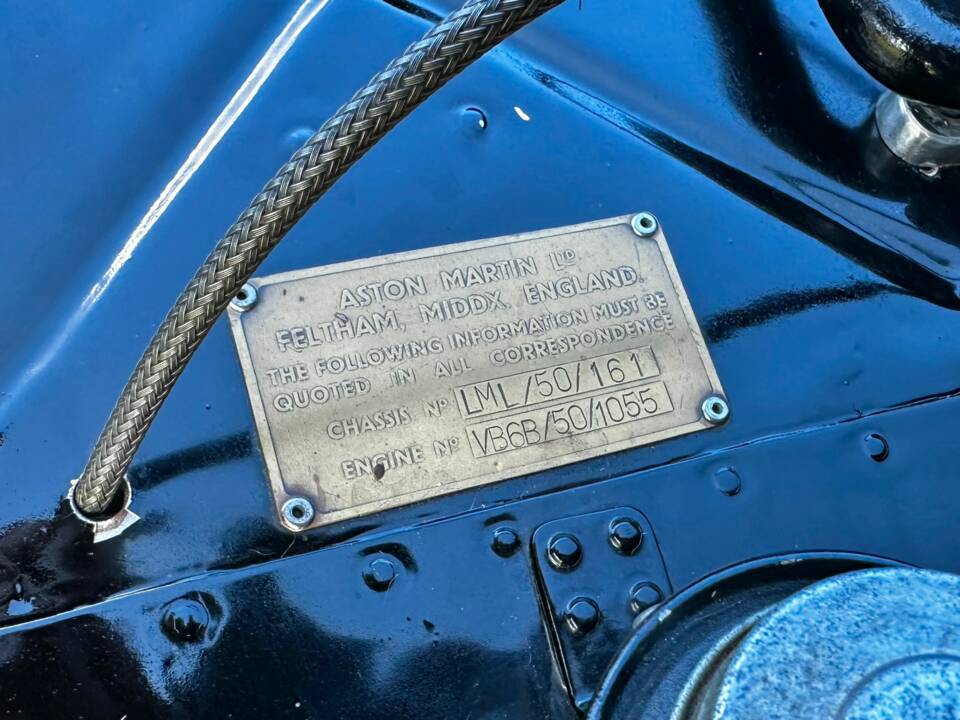 ASTON MARTIN LTD
FELTHAM, MIDDX, ENGLAND.
THE FOLLOWING INFORMATION MUST BE
QUOTED IN ALL CORRESPONDENCE
CHASSIS Nº LML/50/161
ENGINE Nº VB6B/50/1055